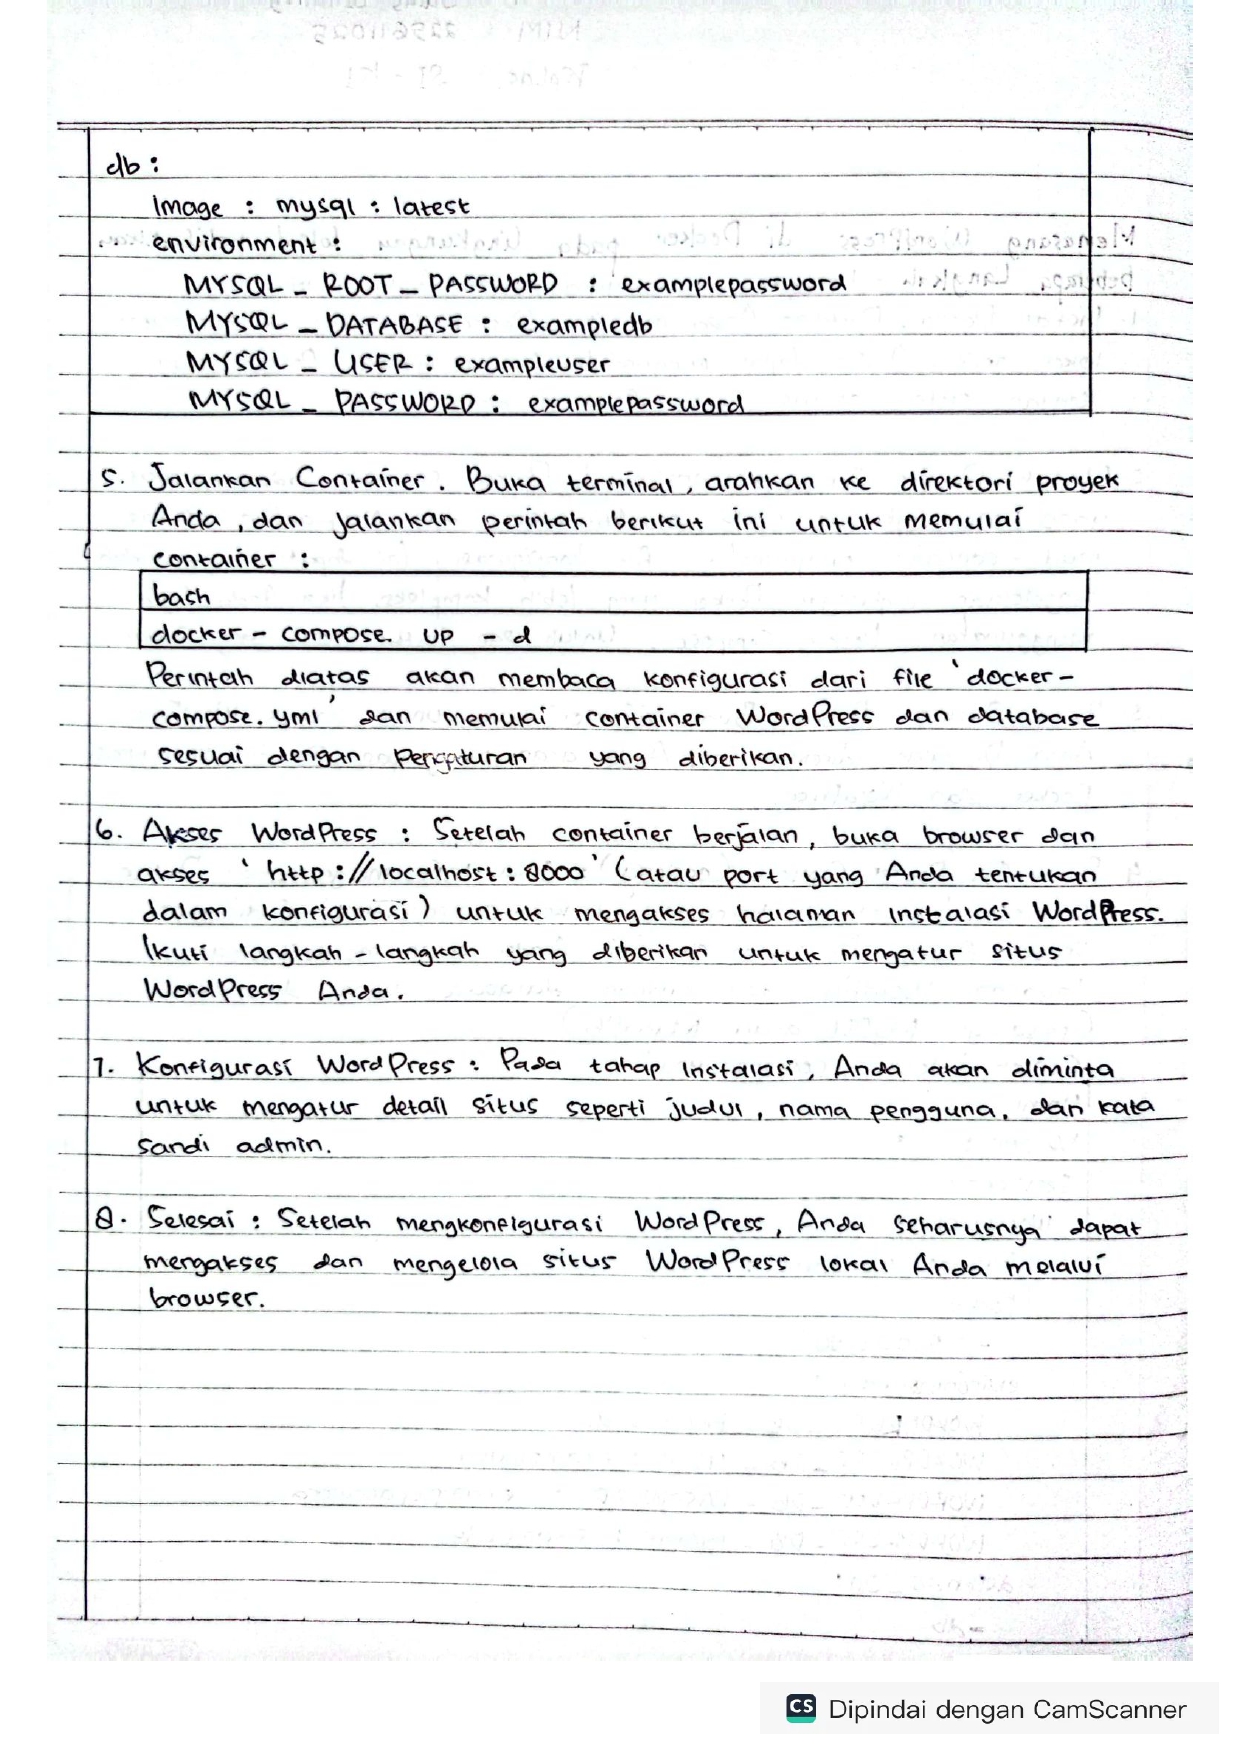 db :
Image : mysql : latest
environment :
MYSQL _ ROOT _ PASSWORD : examplepassword
MYSQL _ DATABASE : exampledb
MYSQL _ USER : exampleuser
MYSQL _ PASSWORD : examplepassword
5. Jalankan Container. Buka terminal, arahkan ke direktori proyek
Anda, dan jalankan perintah berikut ini untuk memulai
container :
bash
docker - compose up - d
Perintah diatas akan membaca konfigurasi dari file 'docker-
compose.yml' dan memulai container WordPress dan database
sesuai dengan Pengaturan yang diberikan.
6. Akses WordPress : Setelah container berjalan, buka browser dan
akses 'http://localhost:8000' (atau port yang Anda tentukan
dalam konfigurasi) untuk mengakses halaman instalasi WordPress.
Ikuti langkah - langkah yang diberikan untuk mengatur situs
WordPress Anda.
7. Konfigurasi WordPress : Pada tahap instalasi, Anda akan diminta
untuk mengatur detail situs seperti judul, nama pengguna, dan kata
sandi admin.
8. Selesai : Setelah mengkonfigurasi WordPress, Anda seharusnya dapat
mengakses dan mengelola situs WordPress lokal Anda melalui
browser.
CS Dipindai dengan CamScanner